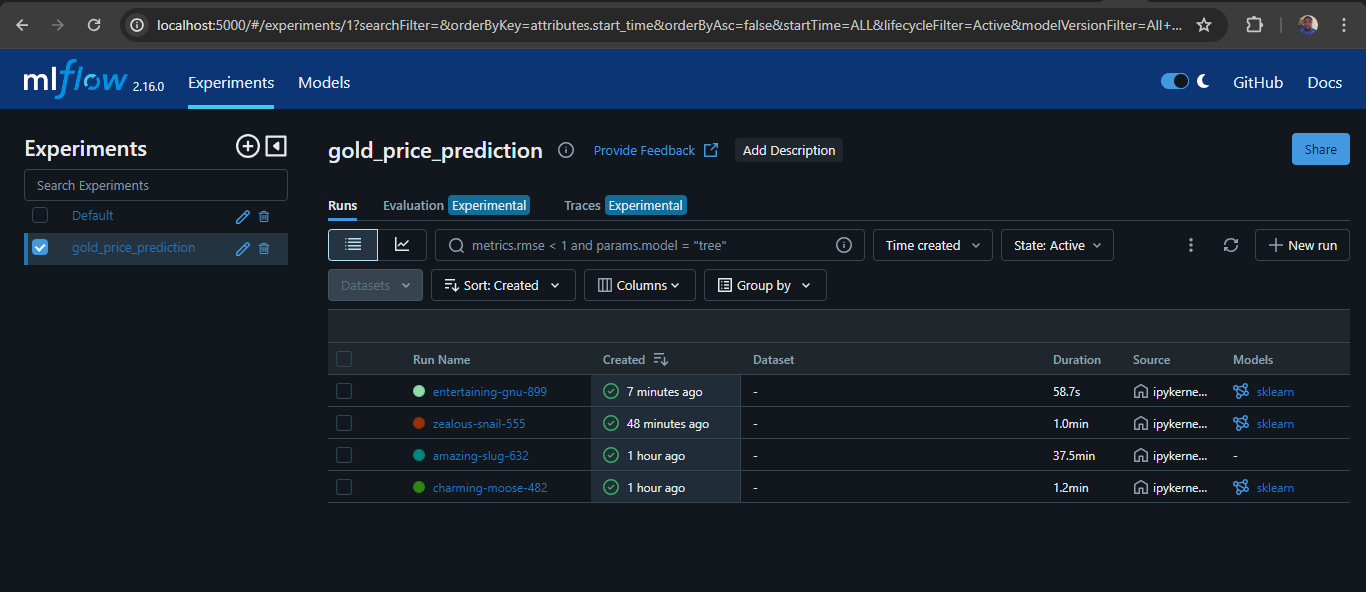 localhost:5000/#/experiments/1?searchFilter=&orderByKey=attributes.start_time&orderByAsc=false&startTime=ALL&lifecycleFilter=Active&modelVersionFilter=All+...
mlflow 2.16.0 Experiments Models GitHub Docs
Experiments
Search Experiments
Default
gold_price_prediction
gold_price_prediction Provide Feedback Add Description Share
Runs Evaluation Experimental Traces Experimental
metrics.rmse < 1 and params.model = "tree" Time created State: Active New run
Datasets Sort: Created Columns Group by
Run Name Created Dataset Duration Source Models
entertaining-gnu-899 7 minutes ago - 58.7s ipykerne... sklearn
zealous-snail-555 48 minutes ago - 1.0min ipykerne... sklearn
amazing-slug-632 1 hour ago - 37.5min ipykerne... -
charming-moose-482 1 hour ago - 1.2min ipykerne... sklearn